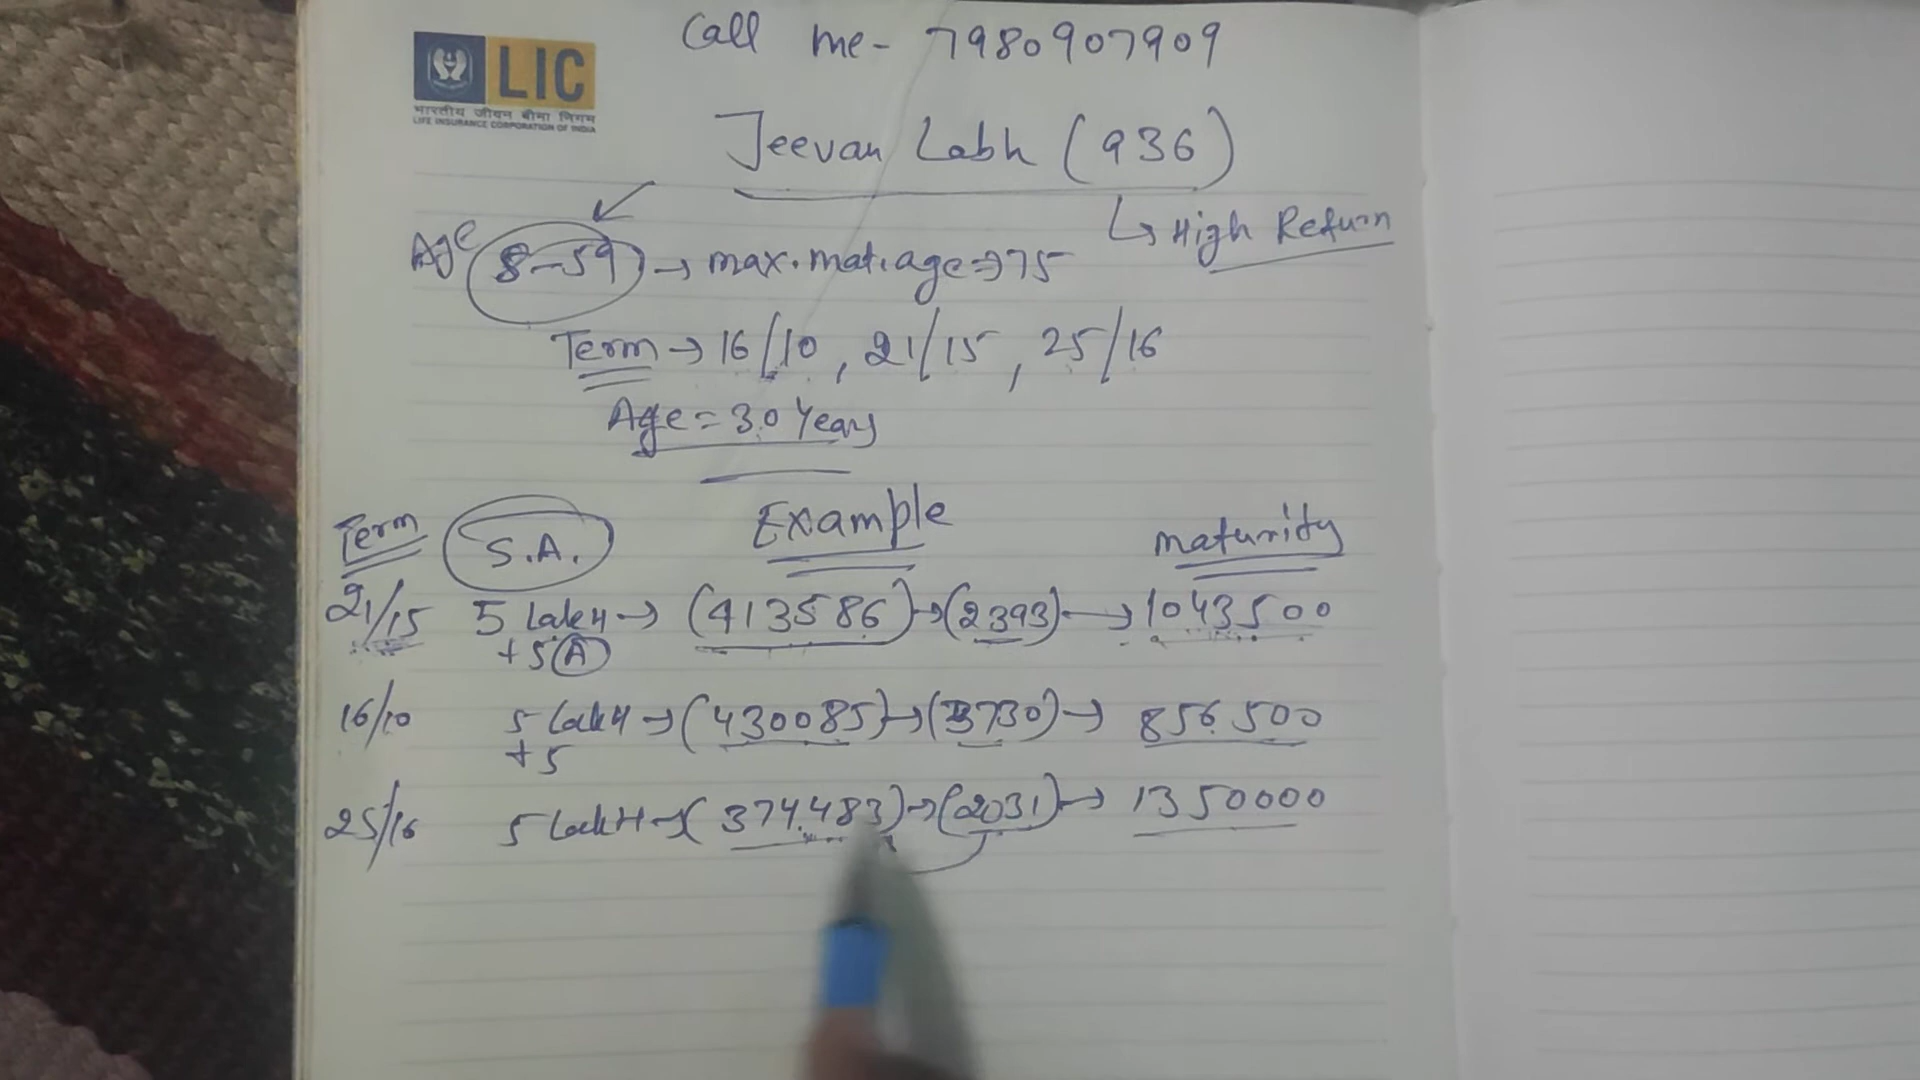 Call me- 7980907909
LIC
भारतीय जीवन बीमा निगम
LIFE INSURANCE CORPORATION OF INDIA
Jeevan Labh (936)
↳ High Return
Age 8-59 → max. mat. age ⇒ 75
Term → 16/10, 21/15, 25/16
Age = 30 Years
Term S.A. Example maturity
21/15 5 Lakh → (413586) → (2393) → 1043500
+5 (A)
16/10 5 Lakh → (430085) → (3730) → 856500
+5
25/16 5 Lakh → (374483) → (2031) → 1350000